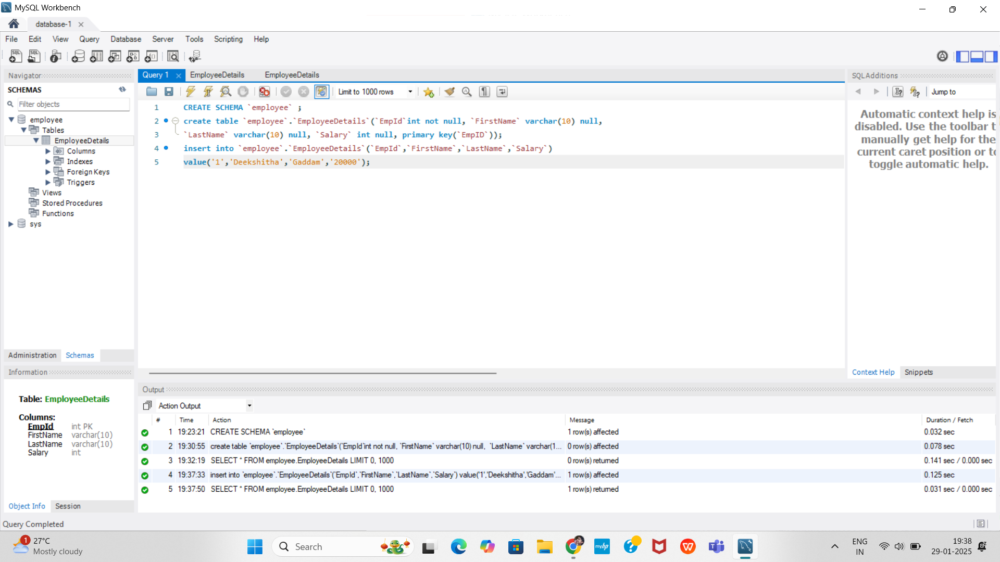 MySQL Workbench
database-1
File Edit View Query Database Server Tools Scripting Help
Navigator
SCHEMAS
Filter objects
employee
Tables
EmployeeDetails
Columns
Indexes
Foreign Keys
Triggers
Views
Stored Procedures
Functions
sys
Administration Schemas
Information
Table: EmployeeDetails
Columns:
EmpId int PK
FirstName varchar(10)
LastName varchar(10)
Salary int
Object Info Session
Query 1 EmployeeDetails EmployeeDetails
Limit to 1000 rows
1 CREATE SCHEMA `employee` ;
2 create table `employee`.`EmployeeDetails`(`EmpId`int not null, `FirstName` varchar(10) null,
3 `LastName` varchar(10) null, `Salary` int null, primary key(`EmpID`));
4 insert into `employee`.`EmployeeDetails`(`EmpId`,`FirstName`,`LastName`,`Salary`)
5 value('1','Deekshitha','Gaddam','20000');
SQLAdditions
Jump to
Automatic context help is
disabled. Use the toolbar t
manually get help for the
current caret position or to
toggle automatic help.
Context Help Snippets
Output
Action Output
# Time Action Message Duration / Fetch
1 19:23:21 CREATE SCHEMA `employee` 1 row(s) affected 0.032 sec
2 19:30:55 create table `employee`.`EmployeeDetails`(`EmpId`int not null, `FirstName` varchar(10) null, `LastName` varchar(1... 0 row(s) affected 0.078 sec
3 19:32:19 SELECT * FROM employee.EmployeeDetails LIMIT 0, 1000 0 row(s) returned 0.141 sec / 0.000 sec
4 19:37:33 insert into `employee`.`EmployeeDetails`(`EmpId`,`FirstName`,`LastName`,`Salary`) value('1','Deekshitha','Gaddam'... 1 row(s) affected 0.125 sec
5 19:37:50 SELECT * FROM employee.EmployeeDetails LIMIT 0, 1000 1 row(s) returned 0.031 sec / 0.000 sec
Query Completed
1
27°C
Mostly cloudy
Search
myhp
ENG
IN
19:38
29-01-2025